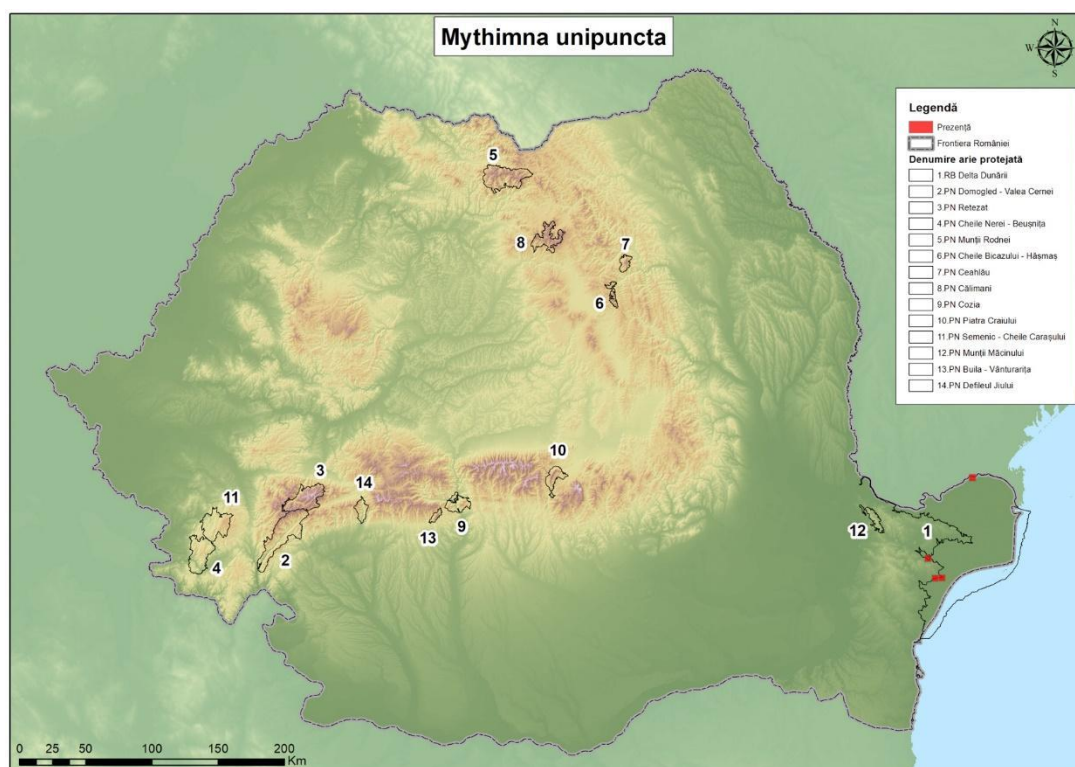 Mythimna unipuncta
N
W E
S
Legendă
Prezență
Frontiera României
Denumire arie protejată
1.RB Delta Dunării
2.PN Domogled - Valea Cernei
3.PN Retezat
4.PN Cheile Nerei - Beușnița
5.PN Munții Rodnei
6.PN Cheile Bicazului - Hășmaș
7.PN Ceahlău
8.PN Călimani
9.PN Cozia
10.PN Piatra Craiului
11.PN Semenic - Cheile Carașului
12.PN Munții Măcinului
13.PN Buila - Vânturarița
14.PN Defileul Jiului
5
8
7
6
10
3
14
11
13
9
12
1
4
2
0 25 50 100 150 200
Km